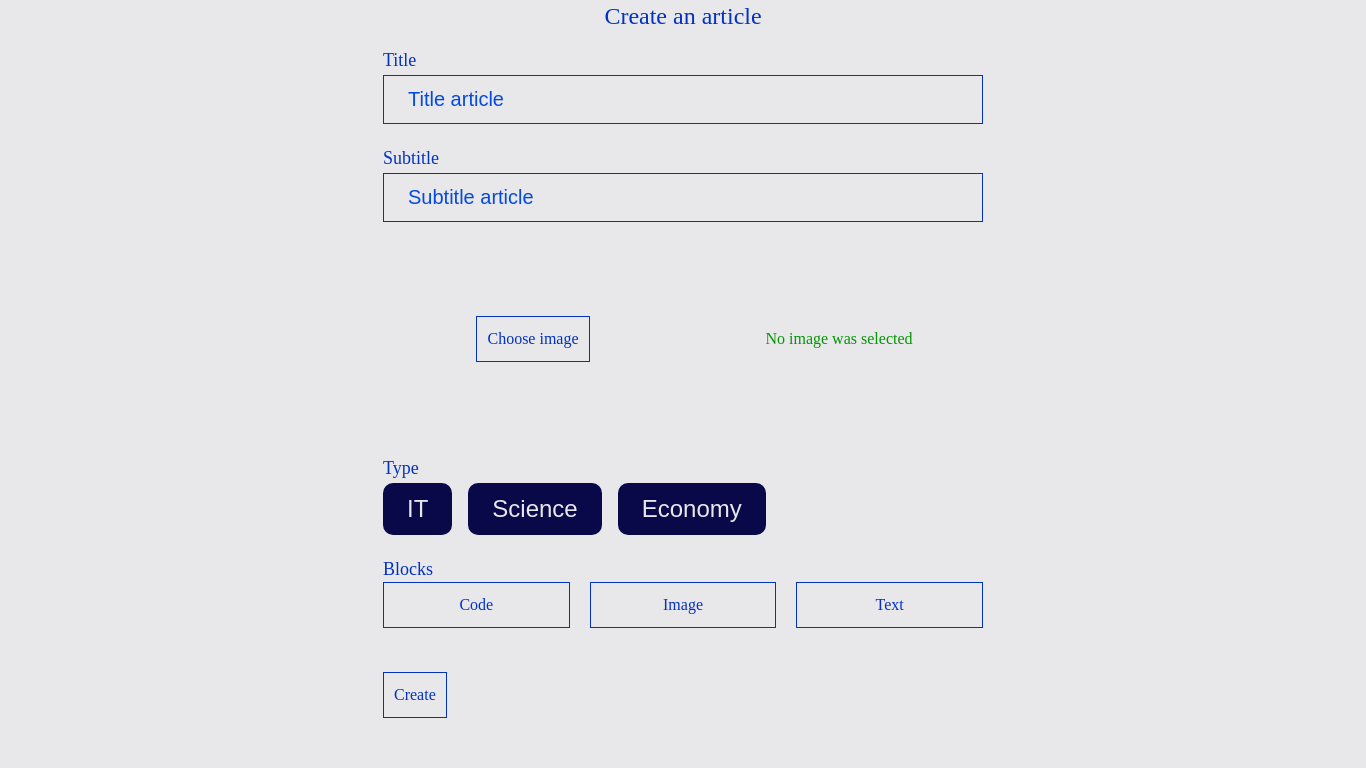 Create an article
Title
Title article
Subtitle
Subtitle article
Choose image
No image was selected
Type
IT Science Economy
Blocks
Code Image Text
Create